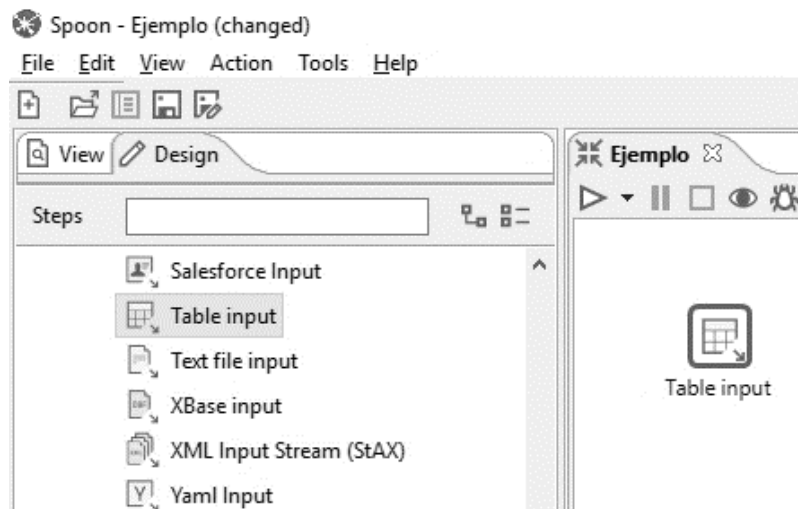 Spoon - Ejemplo (changed)
File Edit View Action Tools Help
View Design
Ejemplo
Steps
Salesforce Input
Table input
Text file input
XBase input
XML Input Stream (StAX)
Yaml Input
Table input